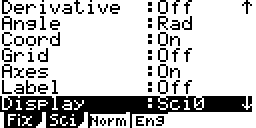 Derivative :Off ↑
Angle :Rad
Coord :On
Grid :Off
Axes :On
Label :Off
Display :Sci0 ↓
Fix Sci Norm Eng